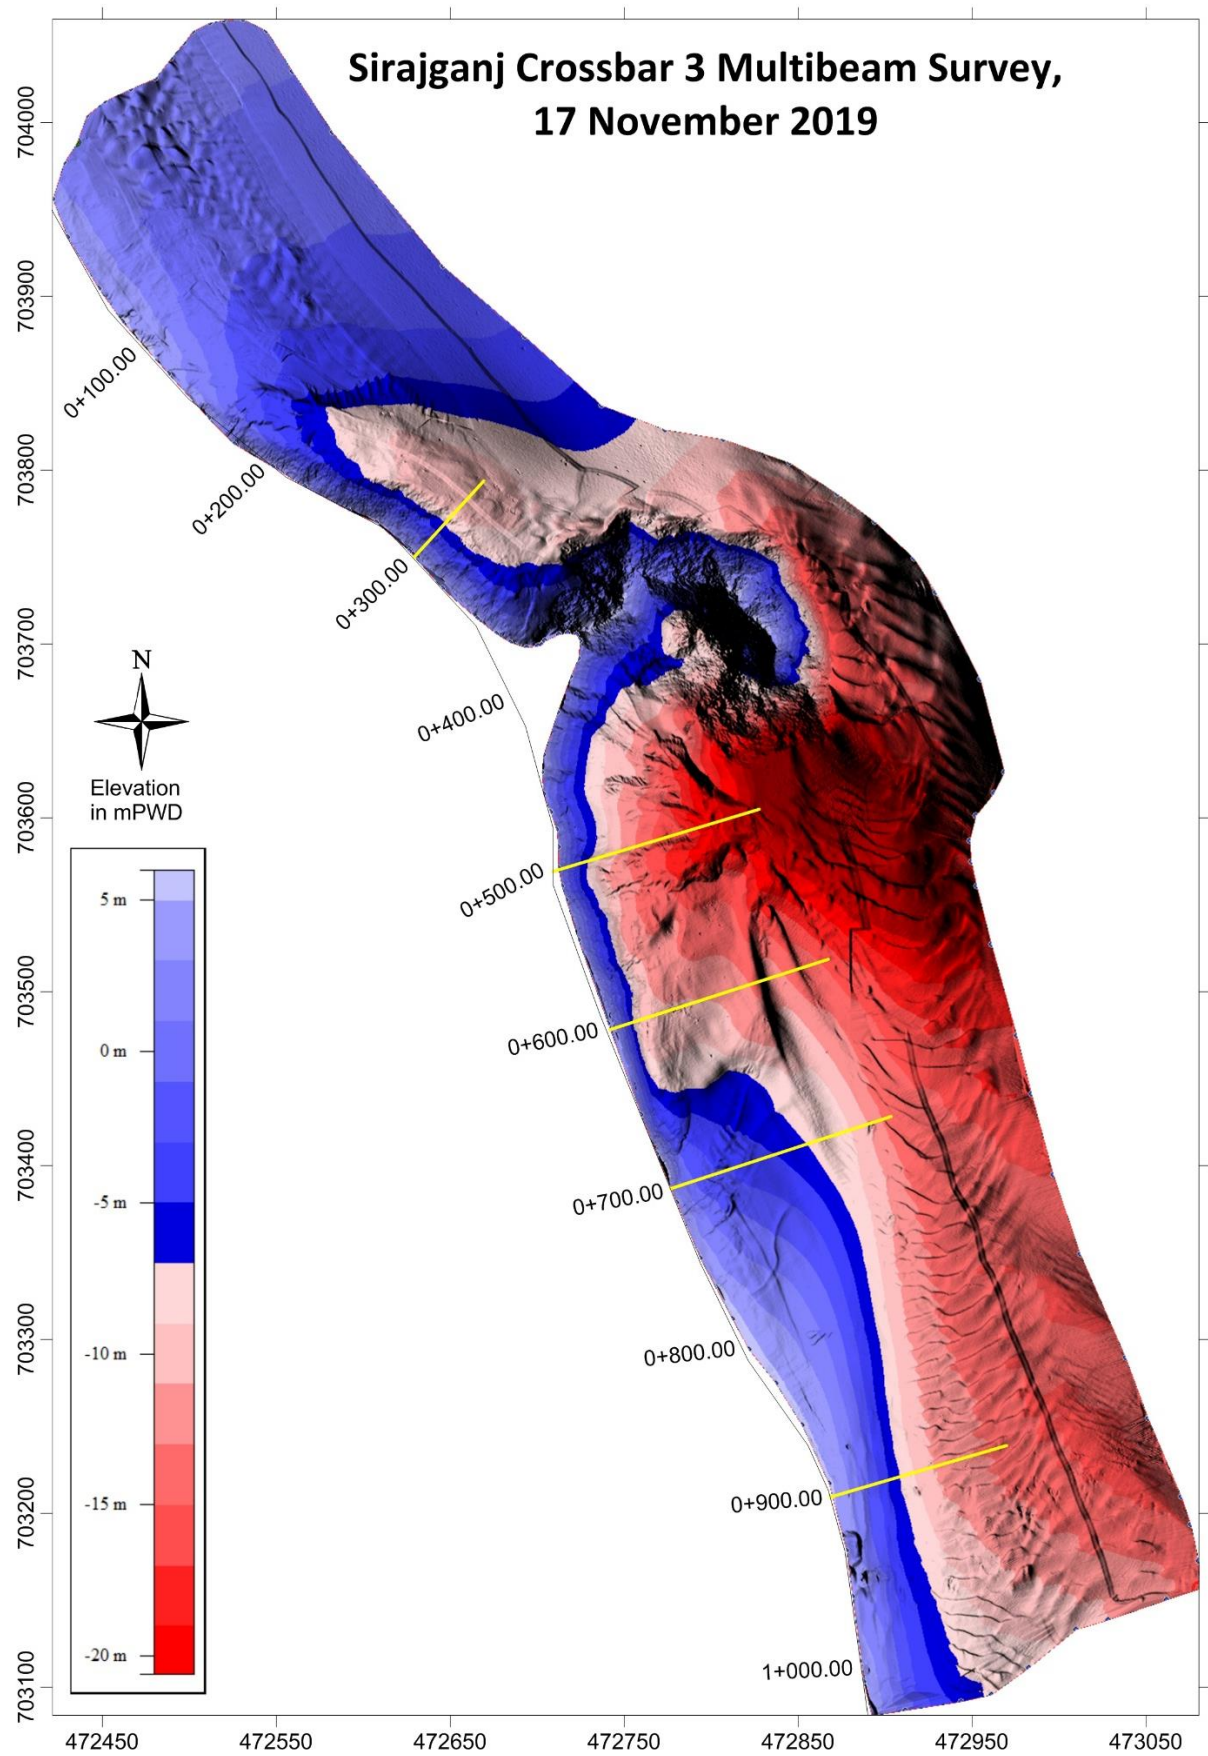 Sirajganj Crossbar 3 Multibeam Survey,
17 November 2019
704000
703900
703800
703700
703600
703500
703400
703300
703200
703100
0+100.00
0+200.00
0+300.00
0+400.00
0+500.00
0+600.00
0+700.00
0+800.00
0+900.00
1+000.00
N
Elevation
in mPWD
5 m
0 m
-5 m
-10 m
-15 m
-20 m
472450 472550 472650 472750 472850 472950 473050